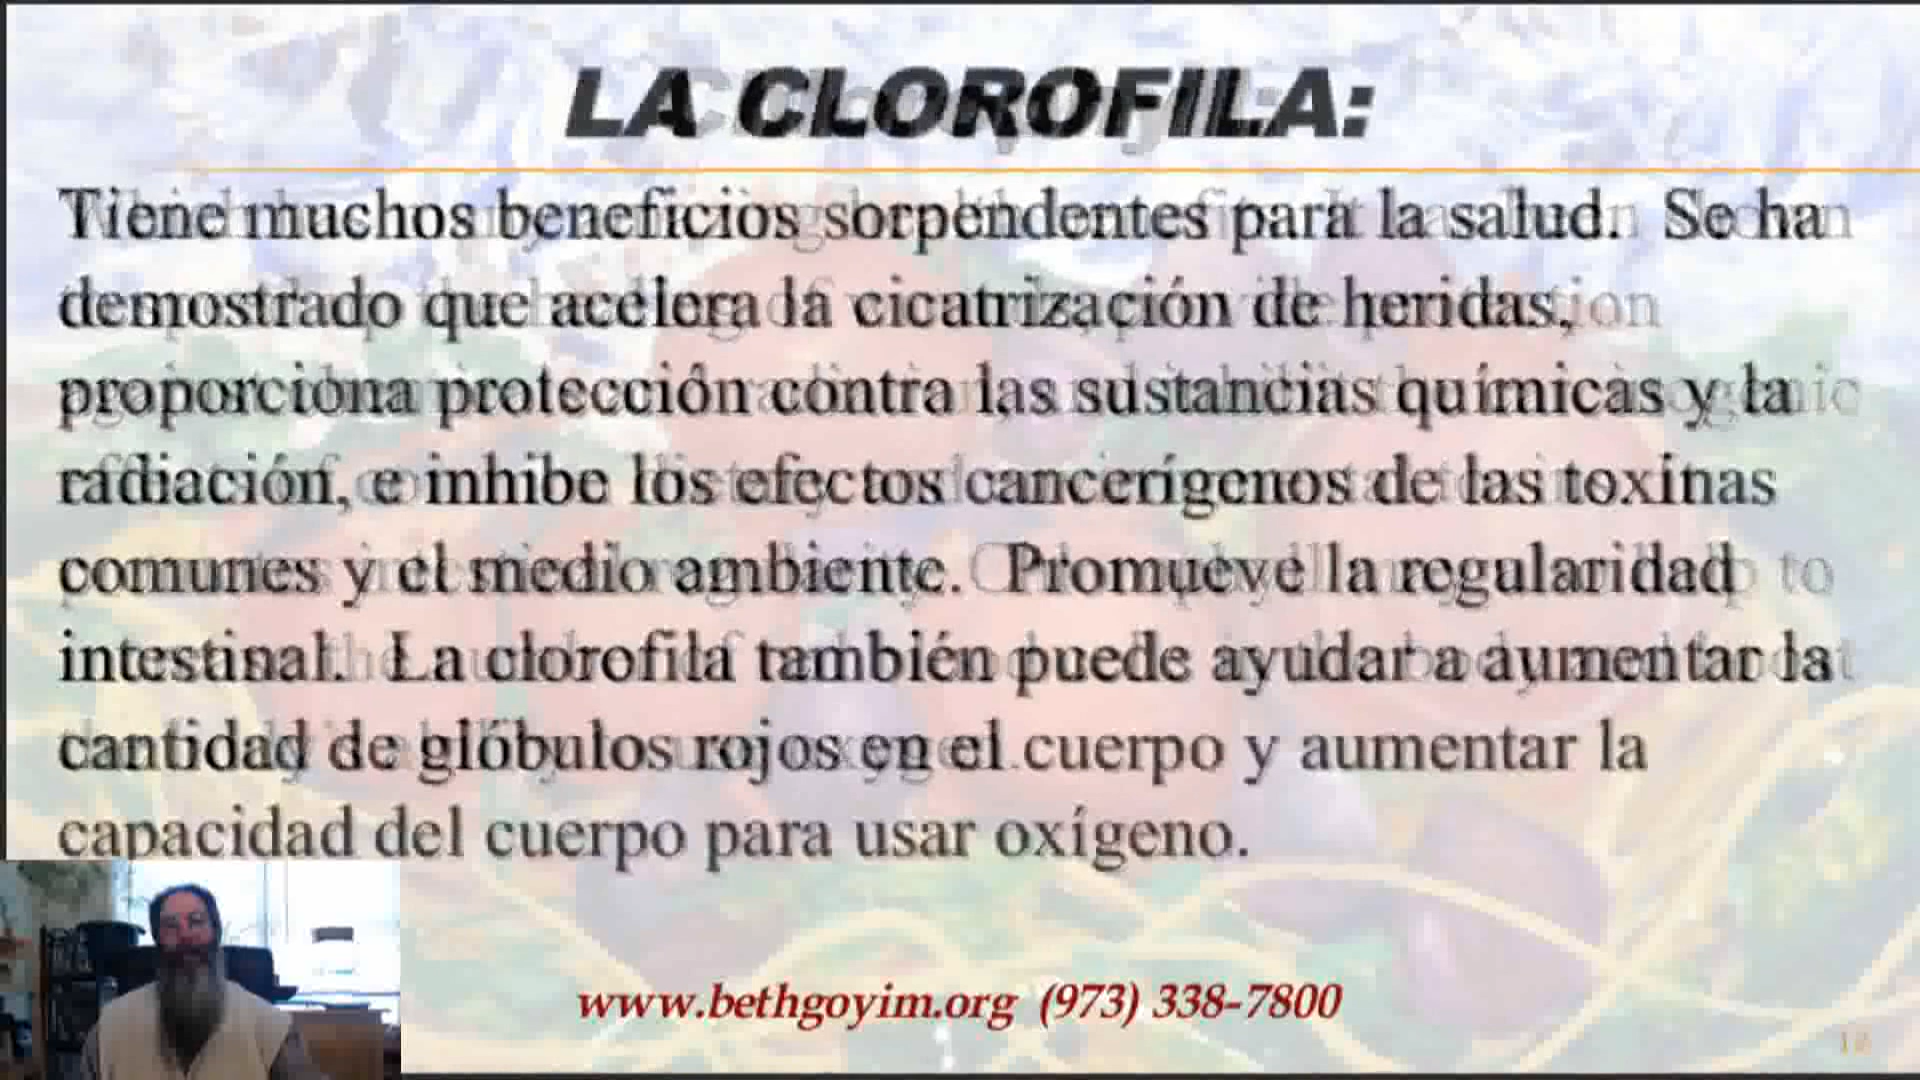 LA CLOROFILA:
Tiene muchos beneficios sorpendentes para la salud. Se ha
demostrado que acelera la cicatrización de heridas,
proporciona protección contra las sustancias químicas y la
radiación, e inhibe los efectos cancerígenos de las toxinas
comunes y el medio ambiente. Promueve la regularidad
intestinal. La clorofila también puede ayudar a aumentar la
cantidad de glóbulos rojos en el cuerpo y aumentar la
capacidad del cuerpo para usar oxígeno.
www.bethgoyim.org (973) 338-7800